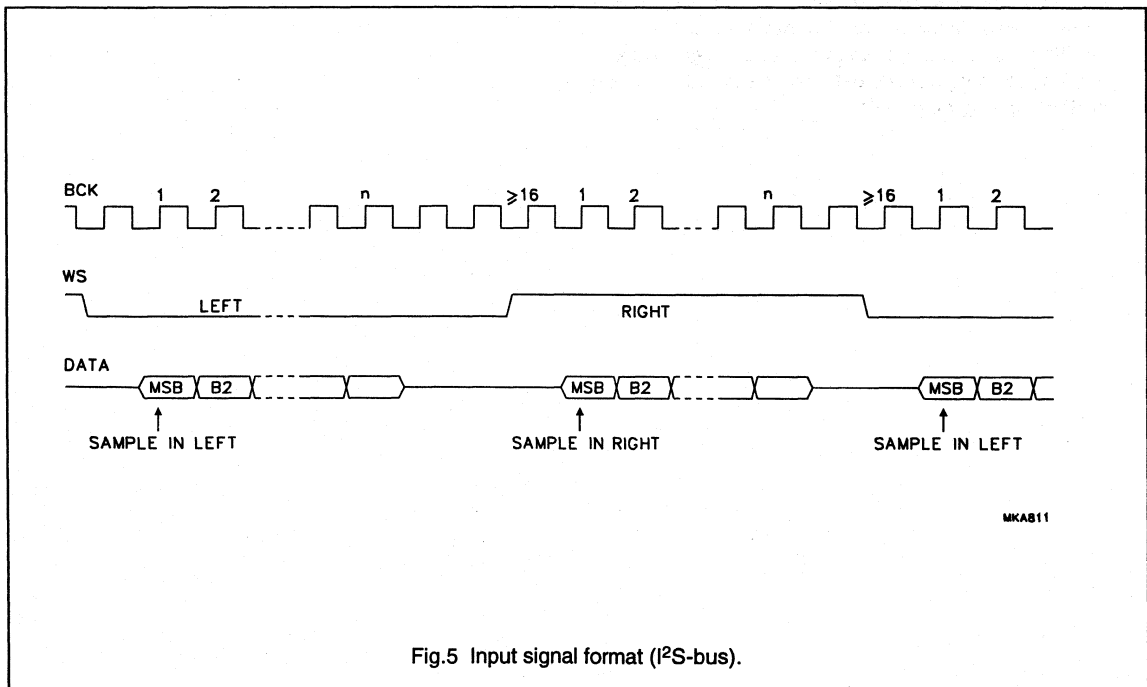 BCK 1 2 n ≥16 1 2 n ≥16 1 2
WS
LEFT RIGHT
DATA
MSB B2 MSB B2 MSB B2
SAMPLE IN LEFT SAMPLE IN RIGHT SAMPLE IN LEFT
MKA811
Fig.5 Input signal format (I²S-bus).